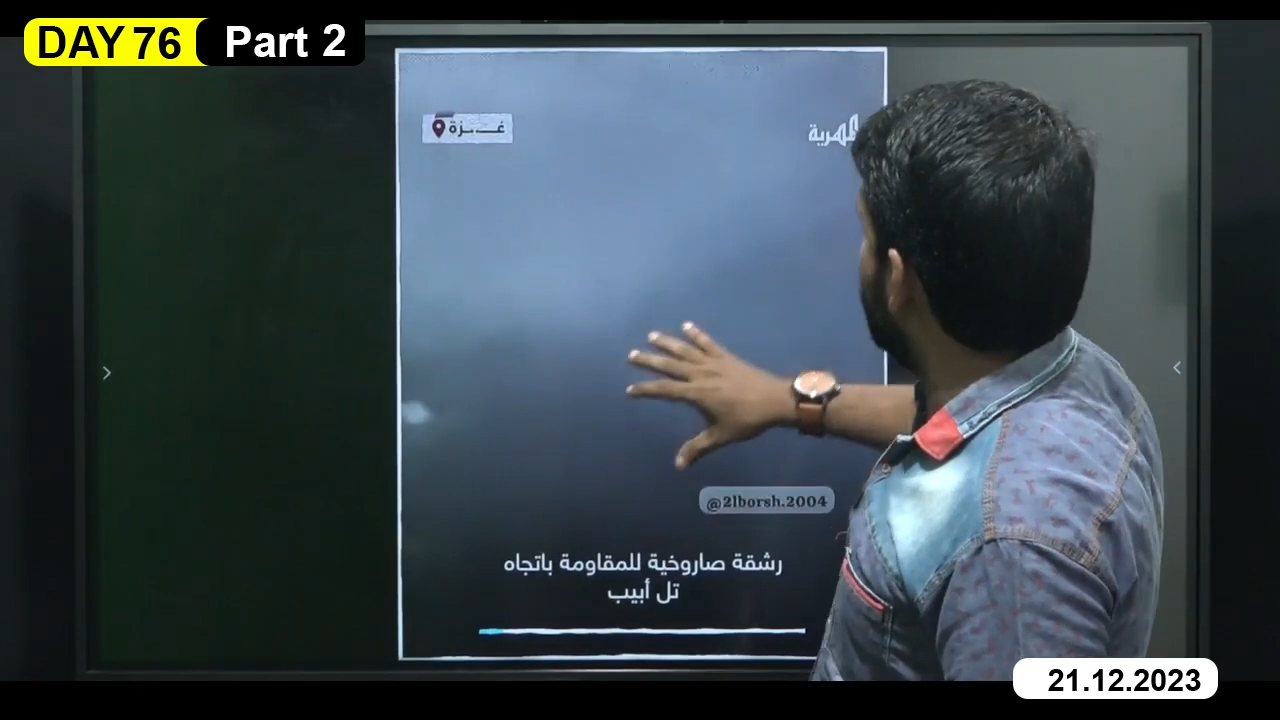 DAY 76 Part 2
غـــزة
@2lborsh.2004
رشقة صاروخية للمقاومة باتجاه
تل أبيب
21.12.2023